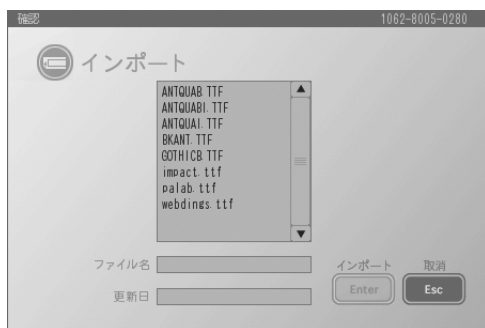 確認 1062-8005-0280
インポート
ANTQUAB.TTF
ANTQUABI.TTF
ANTQUAI.TTF
BKANT.TTF
GOTHICB.TTF
impact.ttf
palab.ttf
webdings.ttf
ファイル名
インポート 取消
更新日
Enter Esc